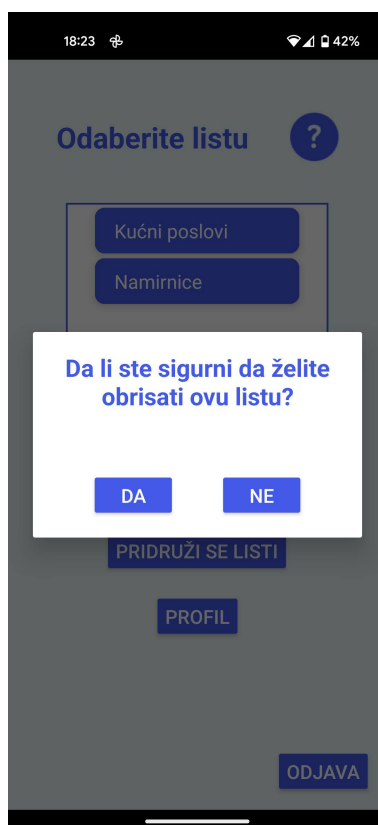 18:23
42%
Odaberite listu
?
Kućni poslovi
Namirnice
Da li ste sigurni da želite
obrisati ovu listu?
DA
NE
PRIDRUŽI SE LISTI
PROFIL
ODJAVA